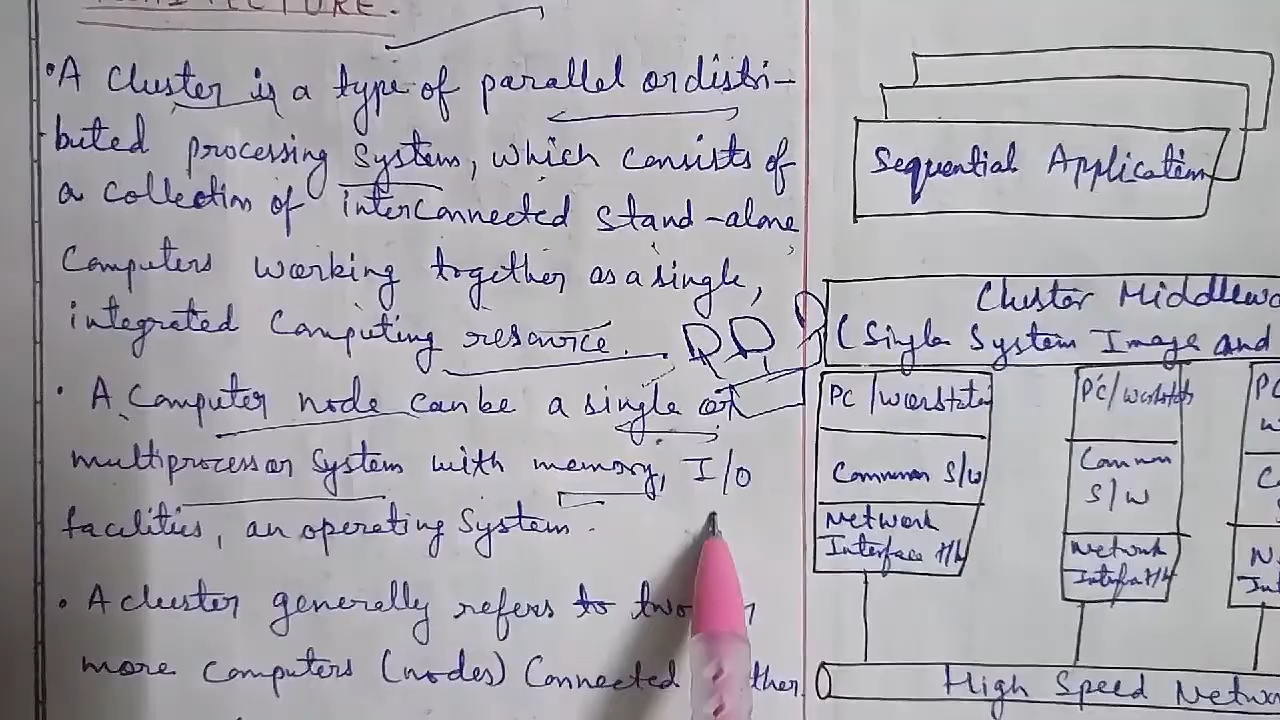 • A Cluster is a type of parallel or distri-
buted processing System, which consists of
a collection of interconnected stand-alone
Computers working together as a single,
integrated Computing resource.
• A Computer node can be a single or
multiprocessor System with memory, I/O
facilities, an operating System.
• A cluster generally refers to two
more computers (nodes) Connected
Sequential Application
Cluster
(Single System Image and
PC/Workstation
Common S/W
Network
Interface H/W
PC/Workstation
Common
S/W
Network
Interface H/W
High Speed